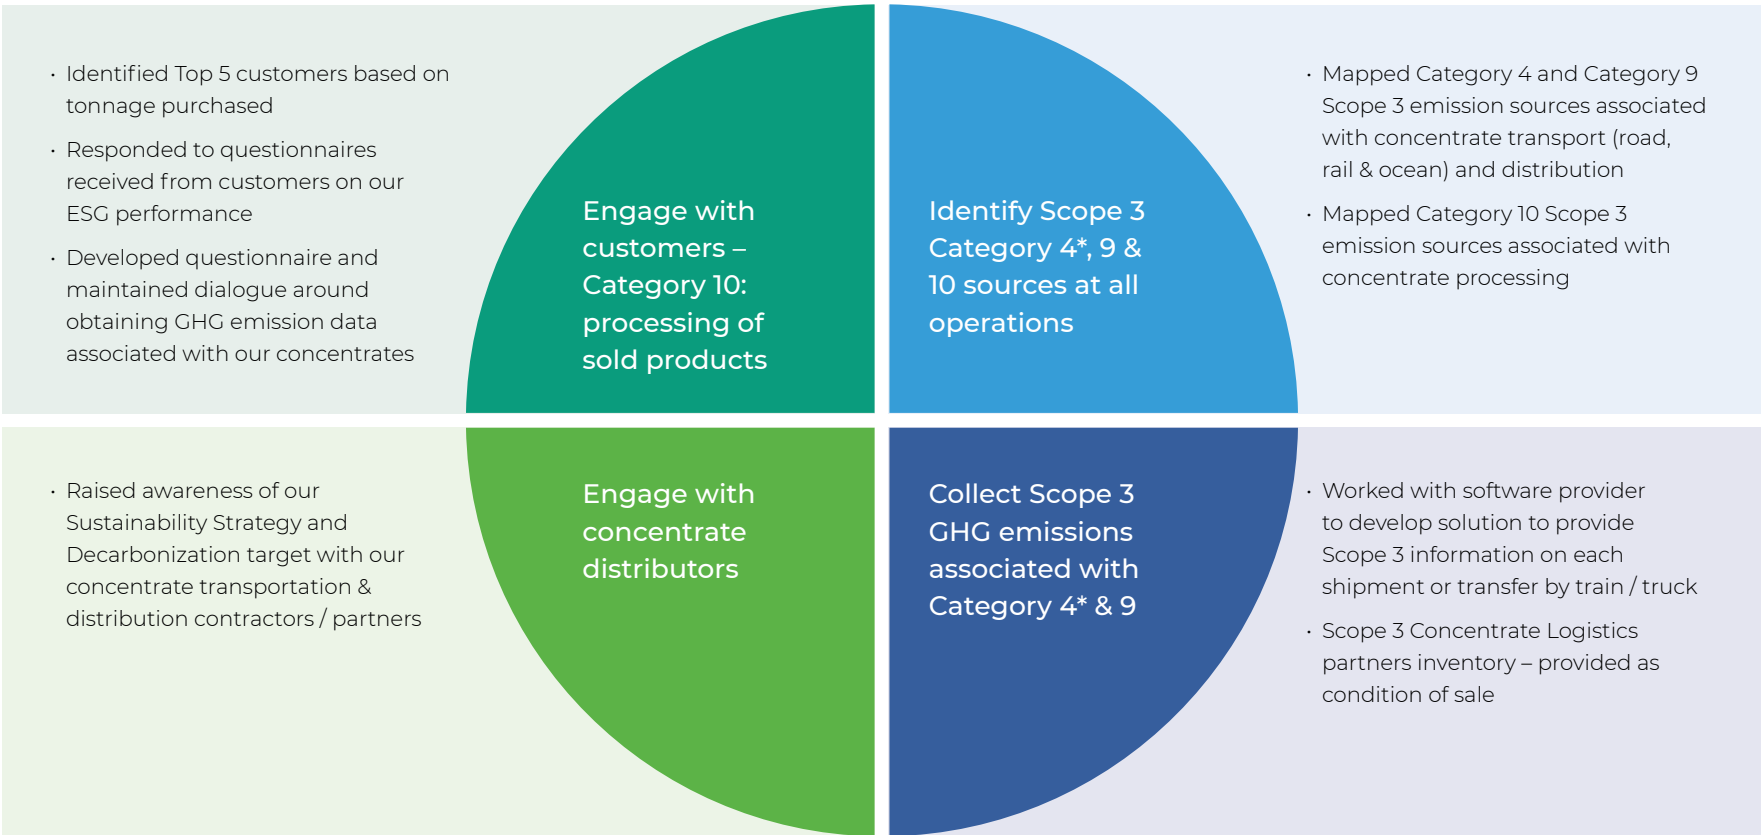 · Identified Top 5 customers based on
tonnage purchased
· Responded to questionnaires
received from customers on our
ESG performance
· Developed questionnaire and
maintained dialogue around
obtaining GHG emission data
associated with our concentrates
Engage with
customers –
Category 10:
processing of
sold products
Identify Scope 3
Category 4*, 9 &
10 sources at all
operations
· Mapped Category 4 and Category 9
Scope 3 emission sources associated
with concentrate transport (road,
rail & ocean) and distribution
· Mapped Category 10 Scope 3
emission sources associated with
concentrate processing
· Raised awareness of our
Sustainability Strategy and
Decarbonization target with our
concentrate transportation &
distribution contractors / partners
Engage with
concentrate
distributors
Collect Scope 3
GHG emissions
associated with
Category 4* & 9
· Worked with software provider
to develop solution to provide
Scope 3 information on each
shipment or transfer by train / truck
· Scope 3 Concentrate Logistics
partners inventory – provided as
condition of sale